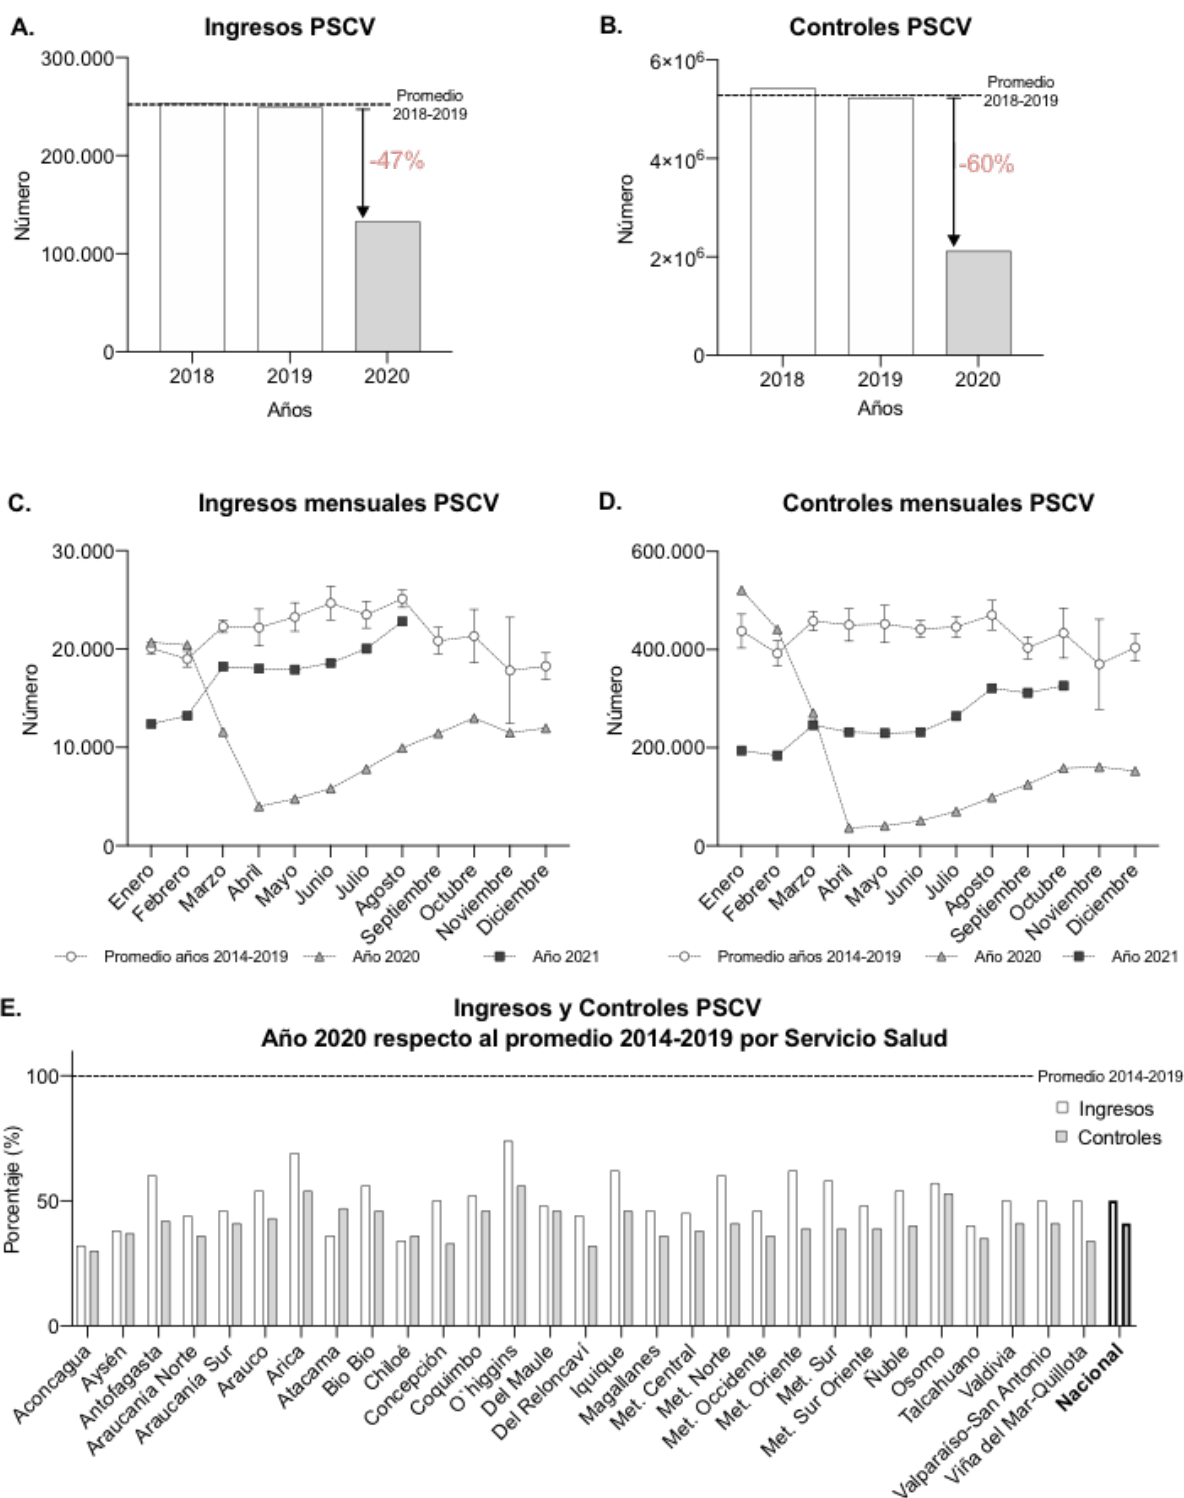 A.
Ingresos PSCV
300.000
200.000
100.000
0
Número
Promedio
2018-2019
-47%
2018 2019 2020
Años
B.
Controles PSCV
6×10⁶
4×10⁶
2×10⁶
0
Número
Promedio
2018-2019
-60%
2018 2019 2020
Años
C.
Ingresos mensuales PSCV
30.000
20.000
10.000
0
Número
Enero
Febrero
Marzo
Abril
Mayo
Junio
Julio
Agosto
Septiembre
Octubre
Noviembre
Diciembre
Promedio años 2014-2019 Año 2020 Año 2021
D.
Controles mensuales PSCV
600.000
400.000
200.000
0
Número
Enero
Febrero
Marzo
Abril
Mayo
Junio
Julio
Agosto
Septiembre
Octubre
Noviembre
Diciembre
Promedio años 2014-2019 Año 2020 Año 2021
E.
Ingresos y Controles PSCV
Año 2020 respecto al promedio 2014-2019 por Servicio Salud
100
50
0
Porcentaje (%)
Promedio 2014-2019
Ingresos
Controles
Aconcagua
Aysén
Antofagasta
Araucanía Norte
Araucanía Sur
Arauco
Arica
Atacama
Bio Bio
Chiloé
Concepción
Coquimbo
O´higgins
Del Maule
Del Reloncaví
Iquique
Magallanes
Met. Central
Met. Norte
Met. Occidente
Met. Oriente
Met. Sur
Met. Sur Oriente
Ñuble
Osorno
Talcahuano
Valdivia
Valparaiso-San Antonio
Viña del Mar-Quillota
Nacional